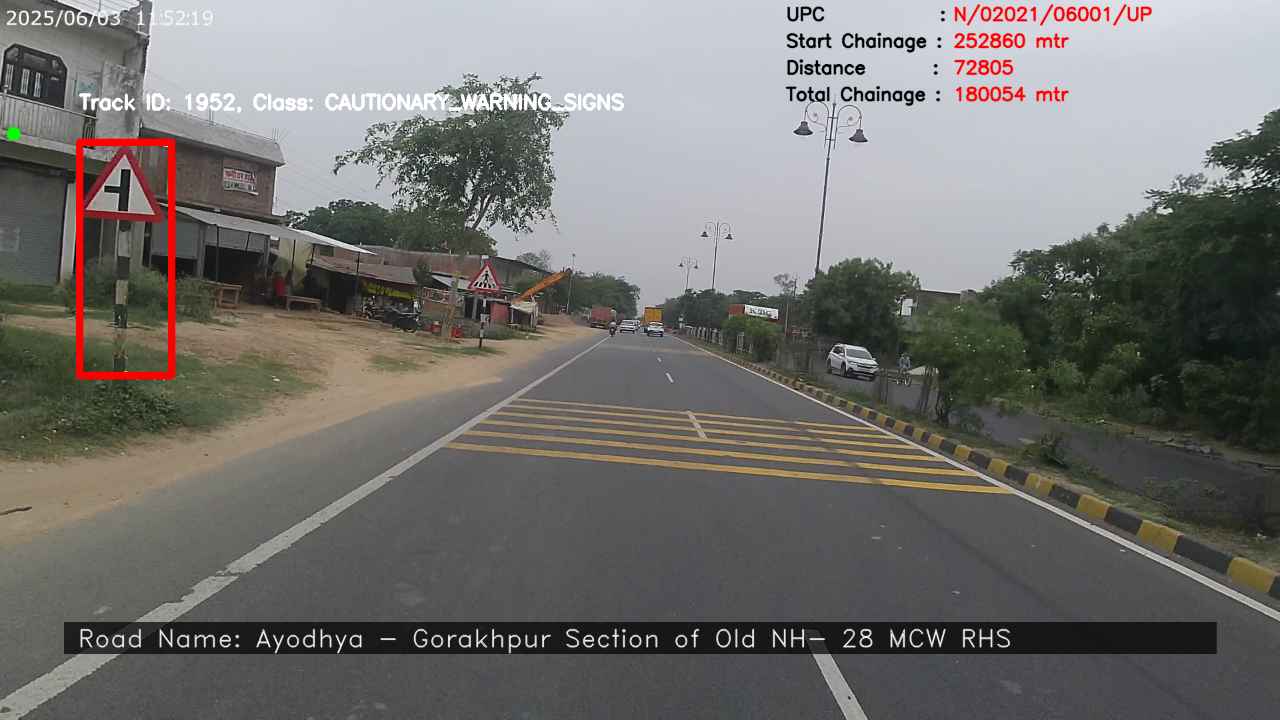 2025/06/03 11:52:19
UPC : N/02021/06001/UP
Start Chainage : 252860 mtr
Distance : 72805
Total Chainage : 180054 mtr
Track ID: 1952, Class: CAUTIONARY_WARNING_SIGNS
Road Name: Ayodhya - Gorakhpur Section of Old NH- 28 MCW RHS